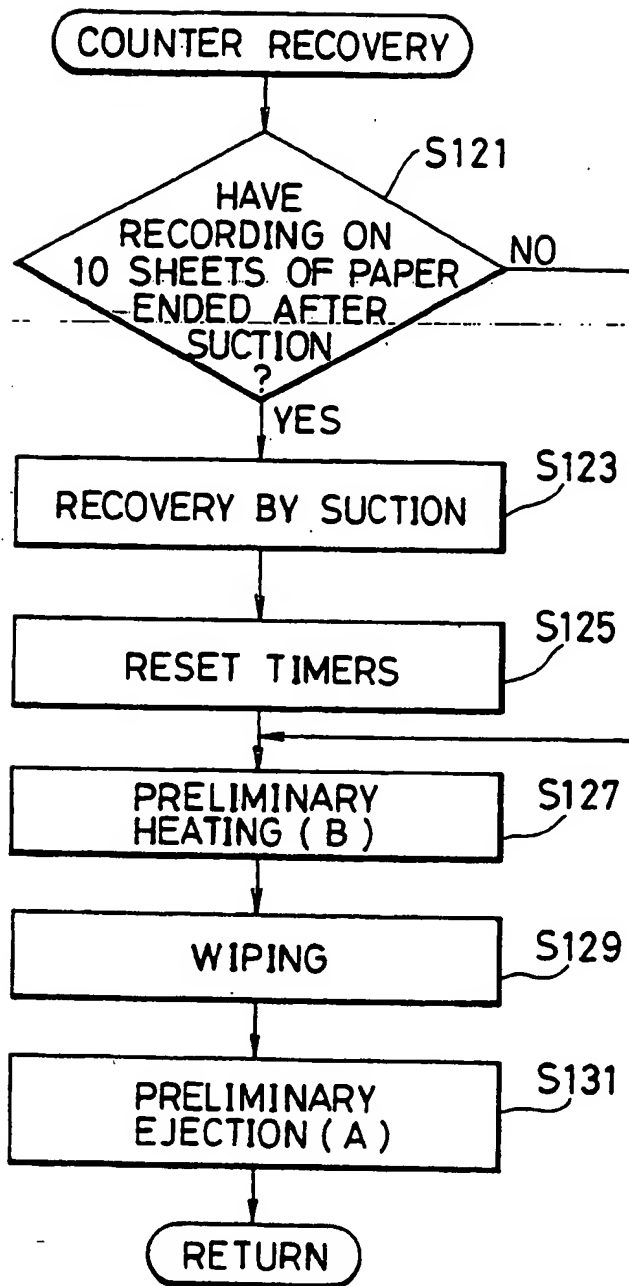 COUNTER RECOVERY
S121
HAVE
RECORDING ON
10 SHEETS OF PAPER
ENDED AFTER
SUCTION
?
NO
YES
S123
RECOVERY BY SUCTION
S125
RESET TIMERS
S127
PRELIMINARY
HEATING (B)
S129
WIPING
S131
PRELIMINARY
EJECTION (A)
RETURN